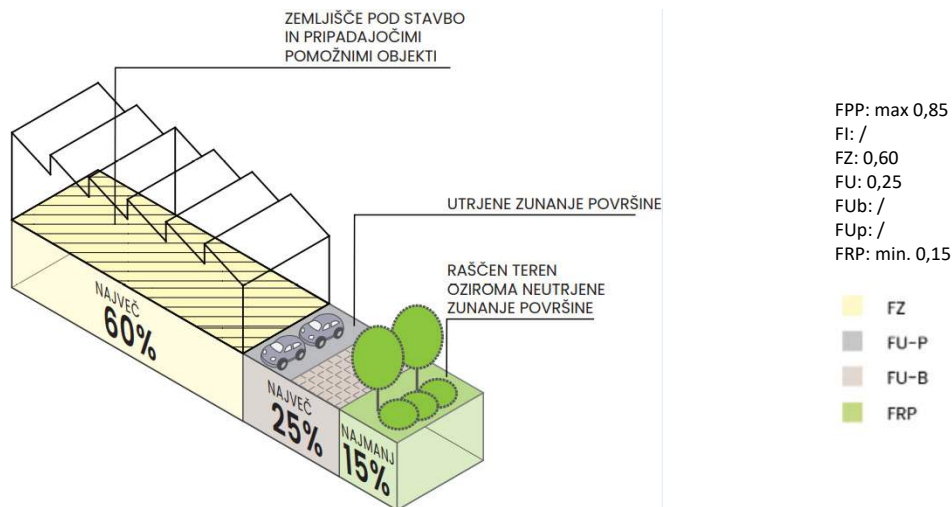 ZEMLJIŠČE POD STAVBO
IN PRIPADAJOČIMI
POMOŽNIMI OBJEKTI
UTRJENE ZUNANJE POVRŠINE
RAŠČEN TEREN
OZIROMA NEUTRJENE
ZUNANJE POVRŠINE
NAJVEČ
60%
NAJVEČ
25%
NAJMANJ
15%
FPP: max 0,85
FI: /
FZ: 0,60
FU: 0,25
FUb: /
FUp: /
FRP: min. 0,15
FZ
FU-P
FU-B
FRP